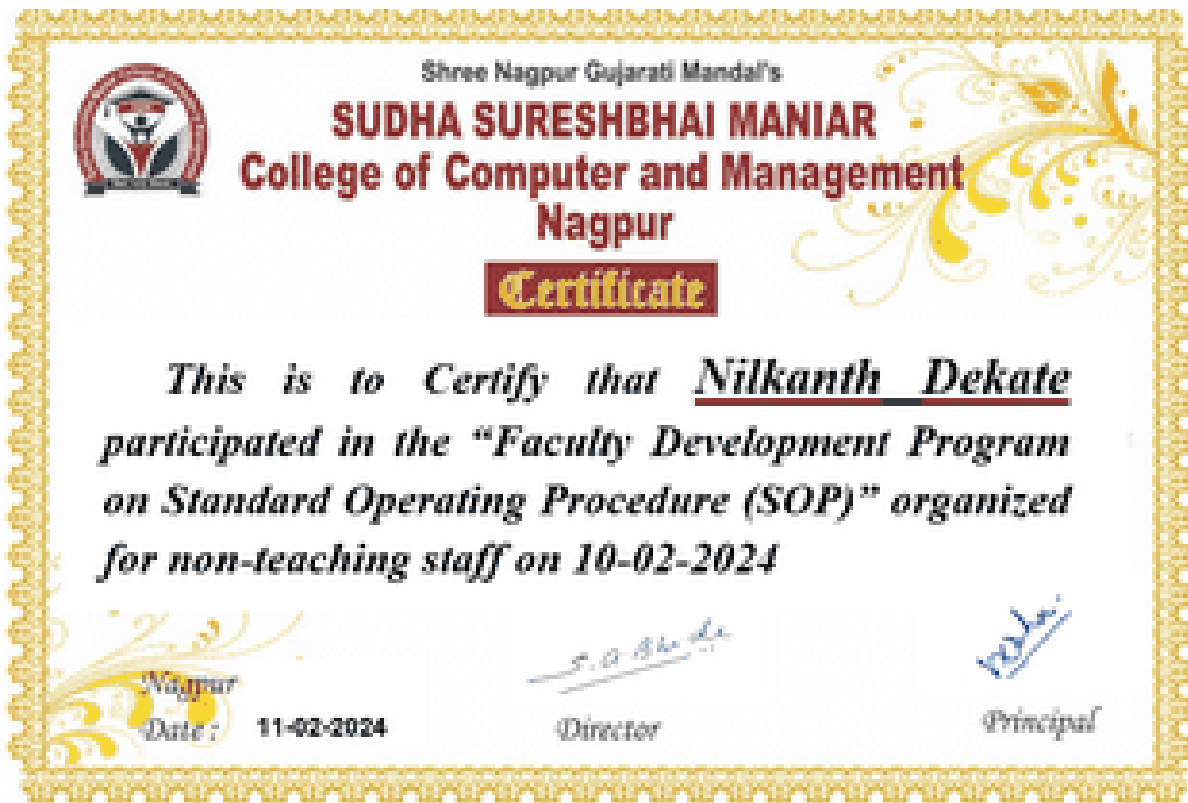 Shree Nagpur Gujarati Mandal's
SUDHA SURESHBHAI MANIAR
College of Computer and Management
Nagpur
Certificate
This is to Certify that Nilkanth Dekate
participated in the “Faculty Development Program
on Standard Operating Procedure (SOP)” organized
for non-teaching staff on 10-02-2024
S. G Bhede
Nagpur
Date : 11-02-2024
Director
Principal